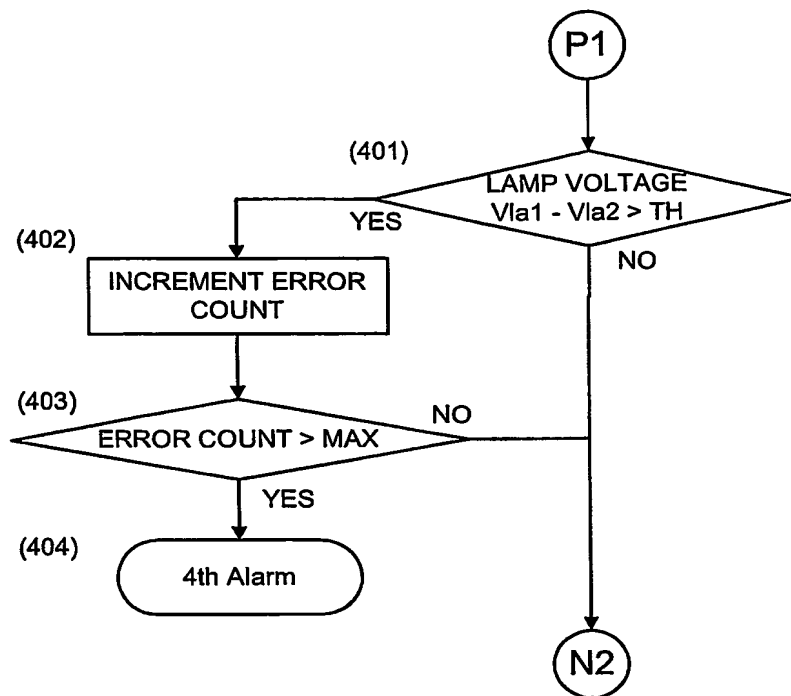 P1
(401)
LAMP VOLTAGE
Vla1 - Vla2 > TH
YES
NO
(402)
INCREMENT ERROR
COUNT
(403)
NO
ERROR COUNT > MAX
YES
(404)
4th Alarm
N2